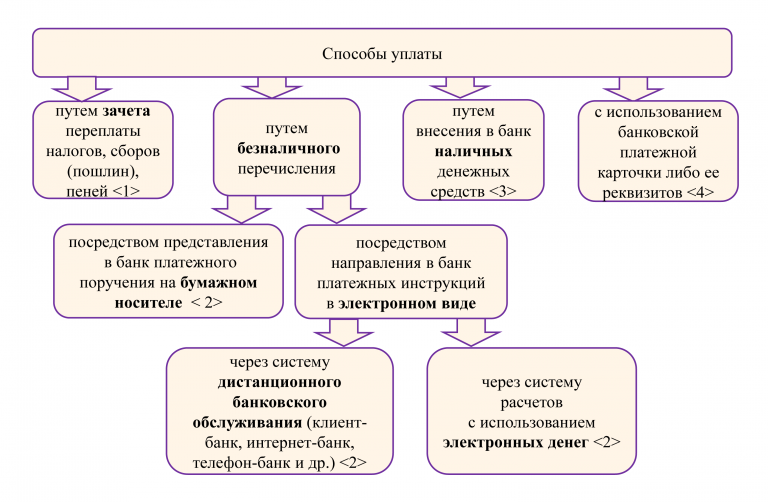 Способы уплаты
путем зачета
переплаты
налогов, сборов
(пошлин),
пеней <1>
путем
безналичного
перечисления
путем
внесения в банк
наличных
денежных
средств <3>
с использованием
банковской
платежной
карточки либо ее
реквизитов <4>
посредством представления
в банк платежного
поручения на бумажном
носителе < 2>
посредством
направления в банк
платежных инструкций
в электронном виде
через систему
дистанционного
банковского
обслуживания (клиент-
банк, интернет-банк,
телефон-банк и др.) <2>
через систему
расчетов
с использованием
электронных денег <2>